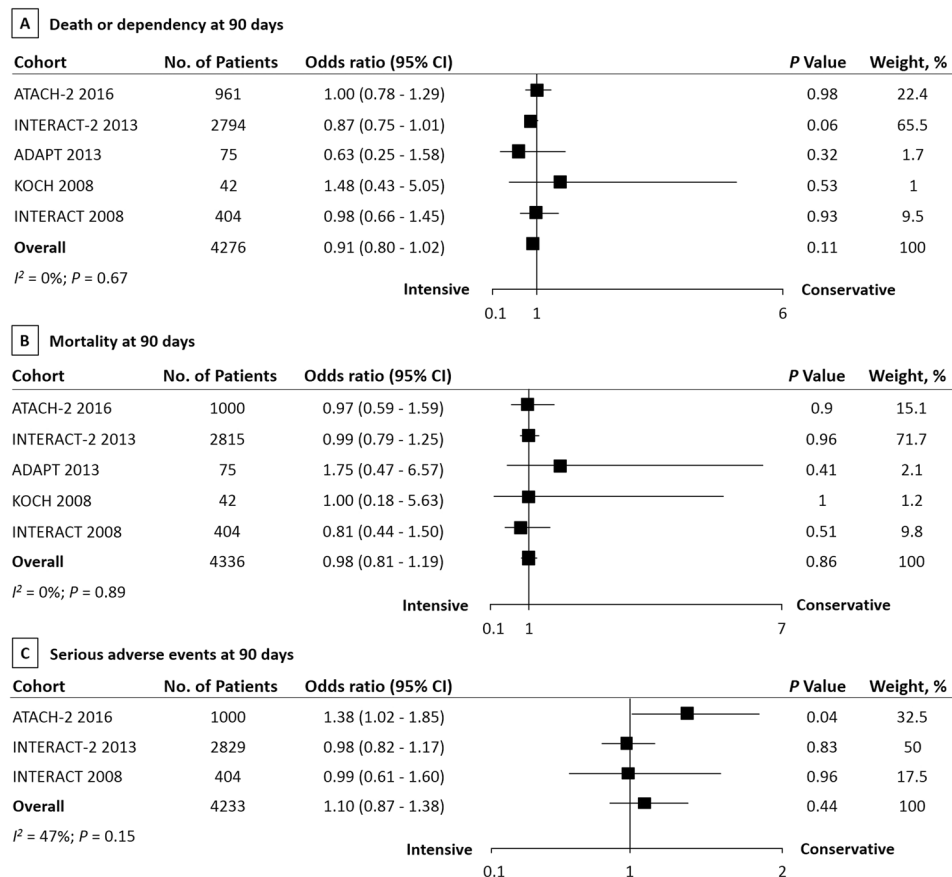 A Death or dependency at 90 days
Cohort No. of Patients Odds ratio (95% CI) P Value Weight, %
ATACH-2 2016 961 1.00 (0.78 - 1.29) 0.98 22.4
INTERACT-2 2013 2794 0.87 (0.75 - 1.01) 0.06 65.5
ADAPT 2013 75 0.63 (0.25 - 1.58) 0.32 1.7
KOCH 2008 42 1.48 (0.43 - 5.05) 0.53 1
INTERACT 2008 404 0.98 (0.66 - 1.45) 0.93 9.5
Overall 4276 0.91 (0.80 - 1.02) 0.11 100
I² = 0%; P = 0.67
Intensive Conservative
0.1 1 6
B Mortality at 90 days
Cohort No. of Patients Odds ratio (95% CI) P Value Weight, %
ATACH-2 2016 1000 0.97 (0.59 - 1.59) 0.9 15.1
INTERACT-2 2013 2815 0.99 (0.79 - 1.25) 0.96 71.7
ADAPT 2013 75 1.75 (0.47 - 6.57) 0.41 2.1
KOCH 2008 42 1.00 (0.18 - 5.63) 1 1.2
INTERACT 2008 404 0.81 (0.44 - 1.50) 0.51 9.8
Overall 4336 0.98 (0.81 - 1.19) 0.86 100
I² = 0%; P = 0.89
Intensive Conservative
0.1 1 7
C Serious adverse events at 90 days
Cohort No. of Patients Odds ratio (95% CI) P Value Weight, %
ATACH-2 2016 1000 1.38 (1.02 - 1.85) 0.04 32.5
INTERACT-2 2013 2829 0.98 (0.82 - 1.17) 0.83 50
INTERACT 2008 404 0.99 (0.61 - 1.60) 0.96 17.5
Overall 4233 1.10 (0.87 - 1.38) 0.44 100
I² = 47%; P = 0.15
Intensive Conservative
0.1 1 2